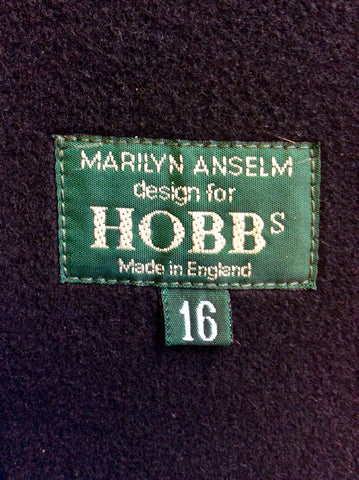 MARILYN ANSELM
design for
HOBBS
Made in England
16